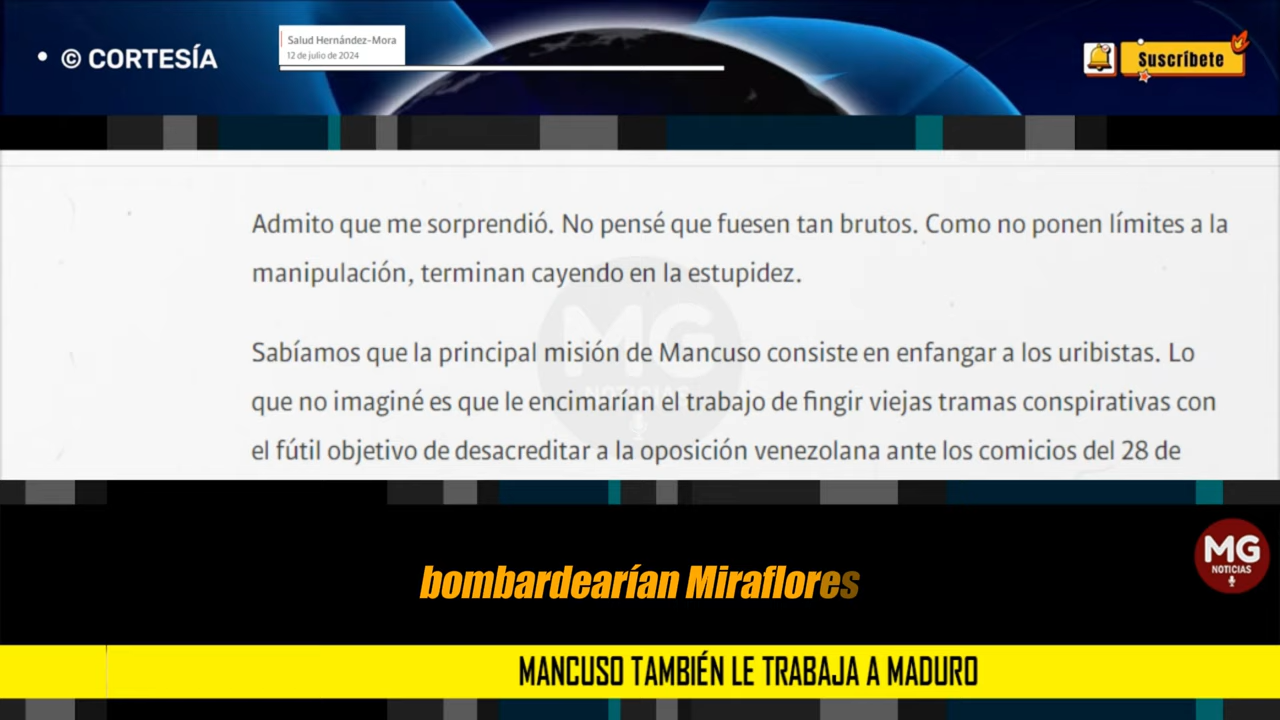 • © CORTESÍA
Salud Hernández-Mora
12 de julio de 2024
Suscríbete
Admito que me sorprendió. No pensé que fuesen tan brutos. Como no ponen límites a la
manipulación, terminan cayendo en la estupidez.
Sabíamos que la principal misión de Mancuso consiste en enfangar a los uribistas. Lo
que no imaginé es que le encimarían el trabajo de fingir viejas tramas conspirativas con
el fútil objetivo de desacreditar a la oposición venezolana ante los comicios del 28 de
MG
NOTICIAS
bombardearían Miraflores
MG
NOTICIAS
MANCUSO TAMBIÉN LE TRABAJA A MADURO